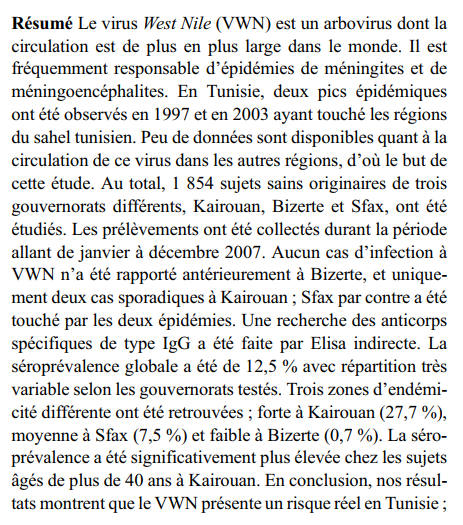 Résumé Le virus West Nile (VWN) est un arbovirus dont la
circulation est de plus en plus large dans le monde. Il est
fréquemment responsable d’épidémies de méningites et de
méningoencéphalites. En Tunisie, deux pics épidémiques
ont été observés en 1997 et en 2003 ayant touché les régions
du sahel tunisien. Peu de données sont disponibles quant à la
circulation de ce virus dans les autres régions, d’où le but de
cette étude. Au total, 1 854 sujets sains originaires de trois
gouvernorats différents, Kairouan, Bizerte et Sfax, ont été
étudiés. Les prélèvements ont été collectés durant la période
allant de janvier à décembre 2007. Aucun cas d’infection à
VWN n’a été rapporté antérieurement à Bizerte, et unique-
ment deux cas sporadiques à Kairouan ; Sfax par contre a été
touché par les deux épidémies. Une recherche des anticorps
spécifiques de type IgG a été faite par Elisa indirecte. La
séroprévalence globale a été de 12,5 % avec répartition très
variable selon les gouvernorats testés. Trois zones d’endémi-
cité différente ont été retrouvées ; forte à Kairouan (27,7 %),
moyenne à Sfax (7,5 %) et faible à Bizerte (0,7 %). La séro-
prévalence a été significativement plus élevée chez les sujets
âgés de plus de 40 ans à Kairouan. En conclusion, nos résul-
tats montrent que le VWN présente un risque réel en Tunisie ;